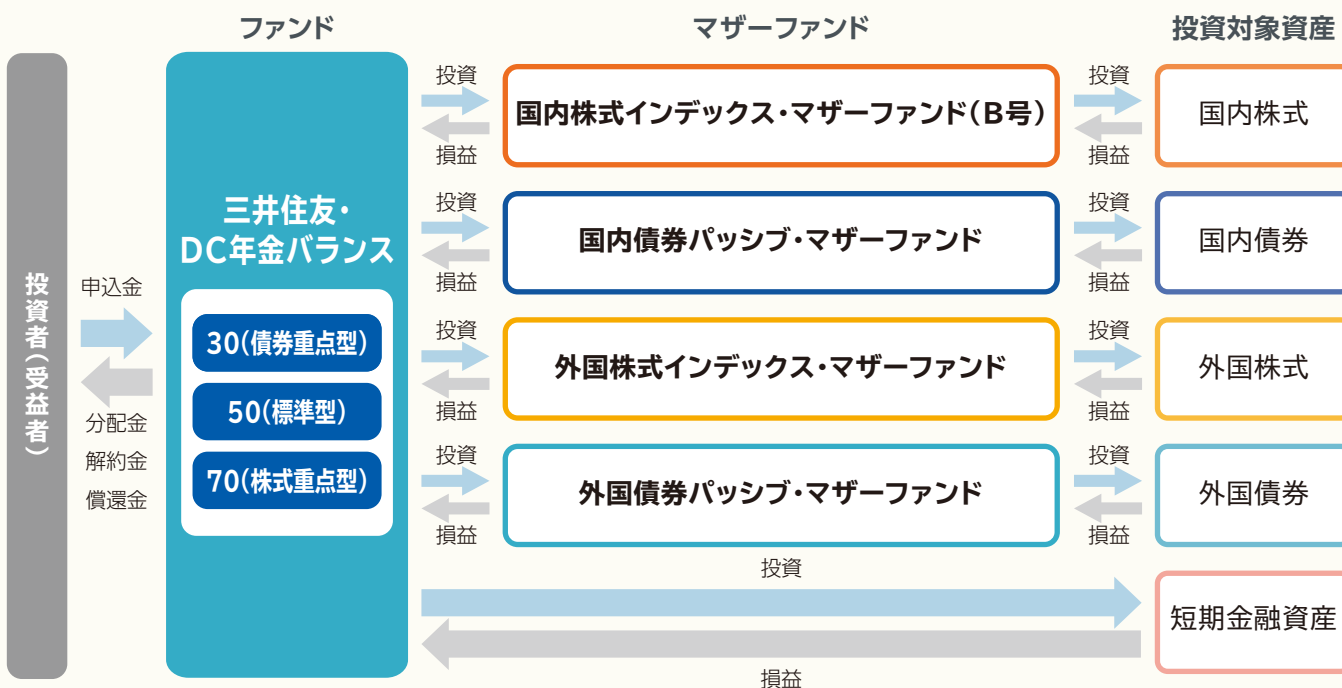 ファンド
マザーファンド
投資対象資産
投資者(受益者)
申込金
分配金
解約金
償還金
三井住友・
DC年金バランス
30(債券重点型)
50(標準型)
70(株式重点型)
投資
損益
国内株式インデックス・マザーファンド(B号)
投資
損益
国内株式
投資
損益
国内債券パッシブ・マザーファンド
投資
損益
国内債券
投資
損益
外国株式インデックス・マザーファンド
投資
損益
外国株式
投資
損益
外国債券パッシブ・マザーファンド
投資
損益
外国債券
投資
損益
短期金融資産